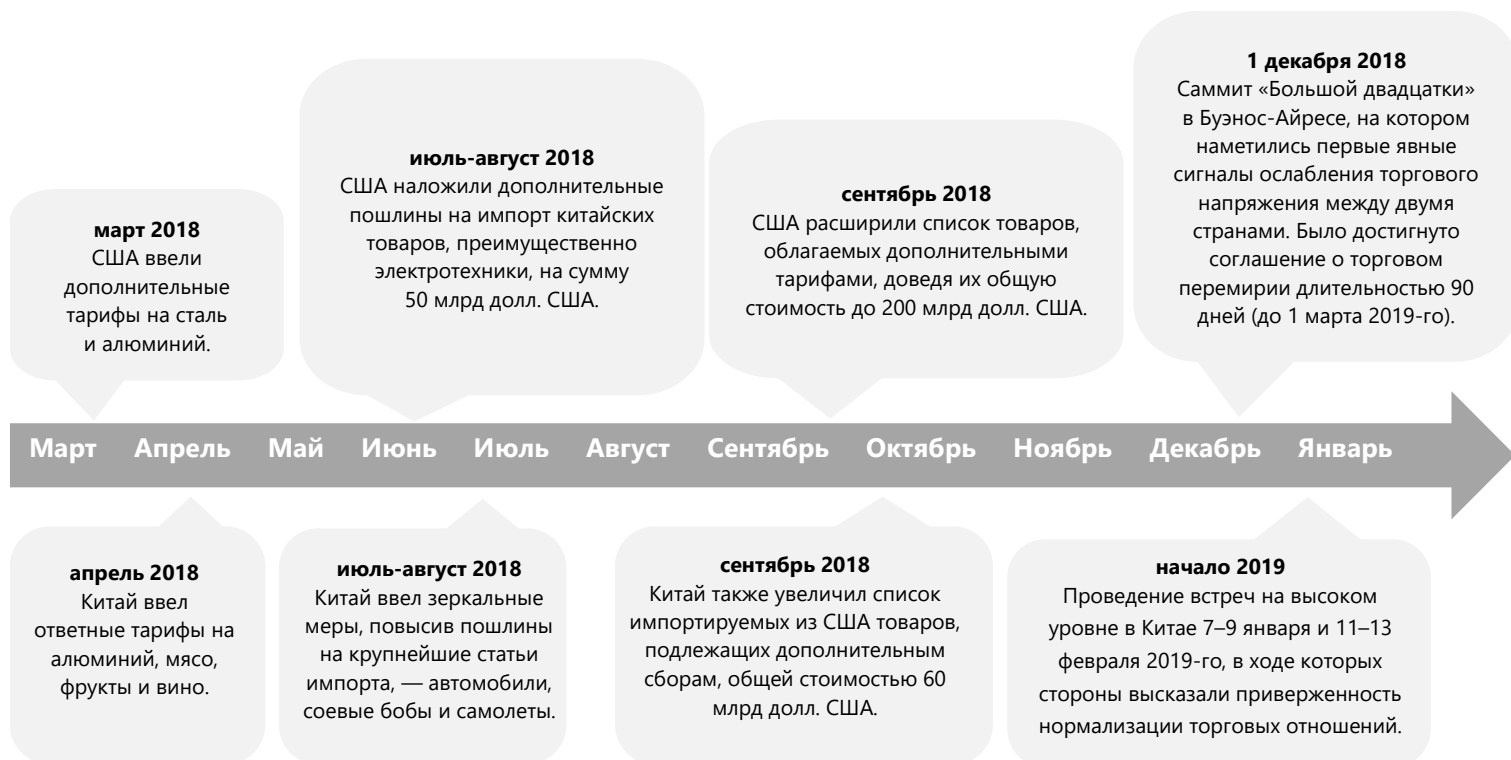 март 2018
США ввели
дополнительные
тарифы на сталь
и алюминий.
июль-август 2018
США наложили дополнительные
пошлины на импорт китайских
товаров, преимущественно
электротехники, на сумму
50 млрд долл. США.
сентябрь 2018
США расширили список товаров,
облагаемых дополнительными
тарифами, доведя их общую
стоимость до 200 млрд долл. США.
1 декабря 2018
Саммит «Большой двадцатки»
в Буэнос-Айресе, на котором
наметились первые явные
сигналы ослабления торгового
напряжения между двумя
странами. Было достигнуто
соглашение о торговом
перемирии длительностью 90
дней (до 1 марта 2019-го).
Март Апрель Май Июнь Июль Август Сентябрь Октябрь Ноябрь Декабрь Январь
апрель 2018
Китай ввел
ответные тарифы на
алюминий, мясо,
фрукты и вино.
июль-август 2018
Китай ввел зеркальные
меры, повысив пошлины
на крупнейшие статьи
импорта, — автомобили,
соевые бобы и самолеты.
сентябрь 2018
Китай также увеличил список
импортируемых из США товаров,
подлежащих дополнительным
сборам, общей стоимостью 60
млрд долл. США.
начало 2019
Проведение встреч на высоком
уровне в Китае 7–9 января и 11–13
февраля 2019-го, в ходе которых
стороны высказали приверженность
нормализации торговых отношений.